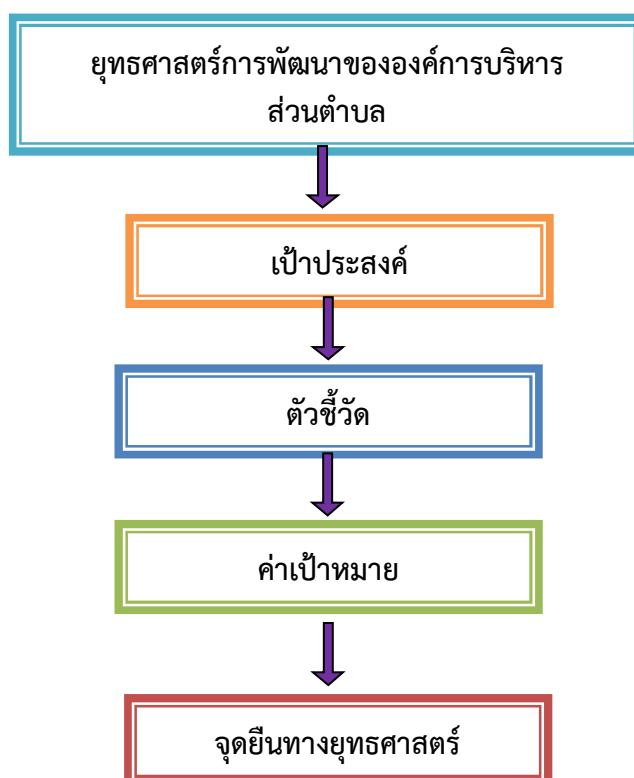 ยุทธศาสตร์การพัฒนาขององค์การบริหาร
ส่วนตำบล
เป้าประสงค์
ตัวชี้วัด
ค่าเป้าหมาย
จุดยืนทางยุทธศาสตร์